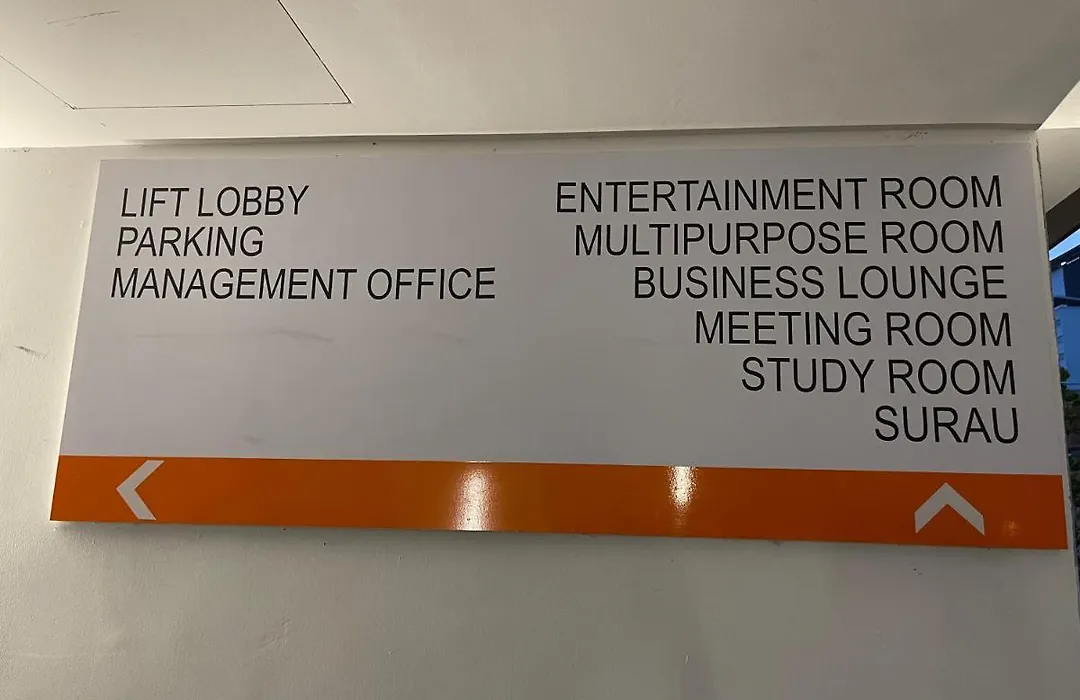 LIFT LOBBY
PARKING
MANAGEMENT OFFICE
ENTERTAINMENT ROOM
MULTIPURPOSE ROOM
BUSINESS LOUNGE
MEETING ROOM
STUDY ROOM
SURAU